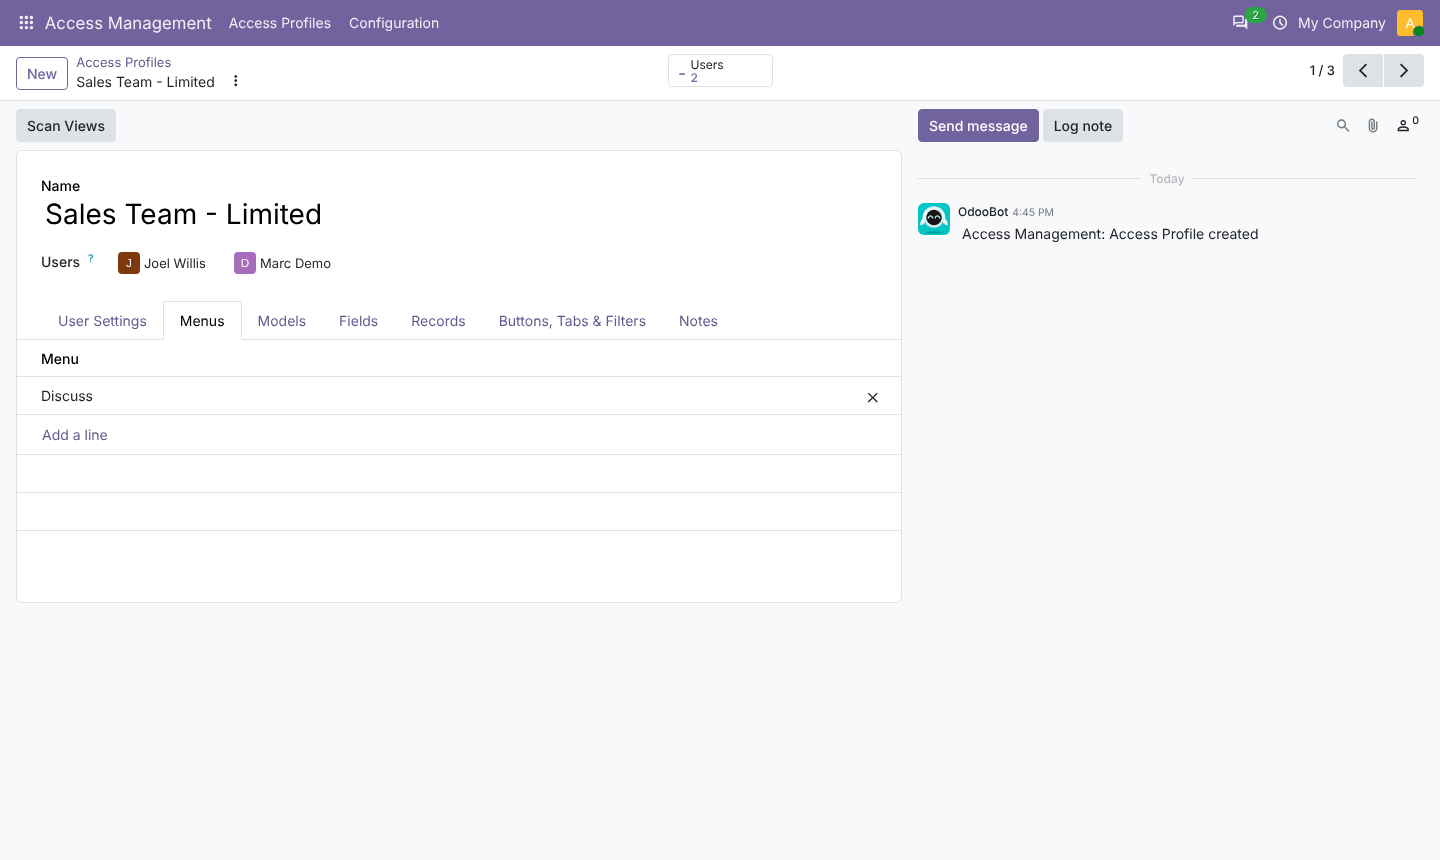 Access Management
Access Profiles
Configuration
2
My Company
A
New
Access Profiles
Sales Team - Limited
Users
2
1 / 3
Scan Views
Send message
Log note
0
Name
Sales Team - Limited
Users ?
J Joel Willis
D Marc Demo
User Settings
Menus
Models
Fields
Records
Buttons, Tabs & Filters
Notes
Menu
Discuss
Add a line
Today
OdooBot 4:45 PM
Access Management: Access Profile created